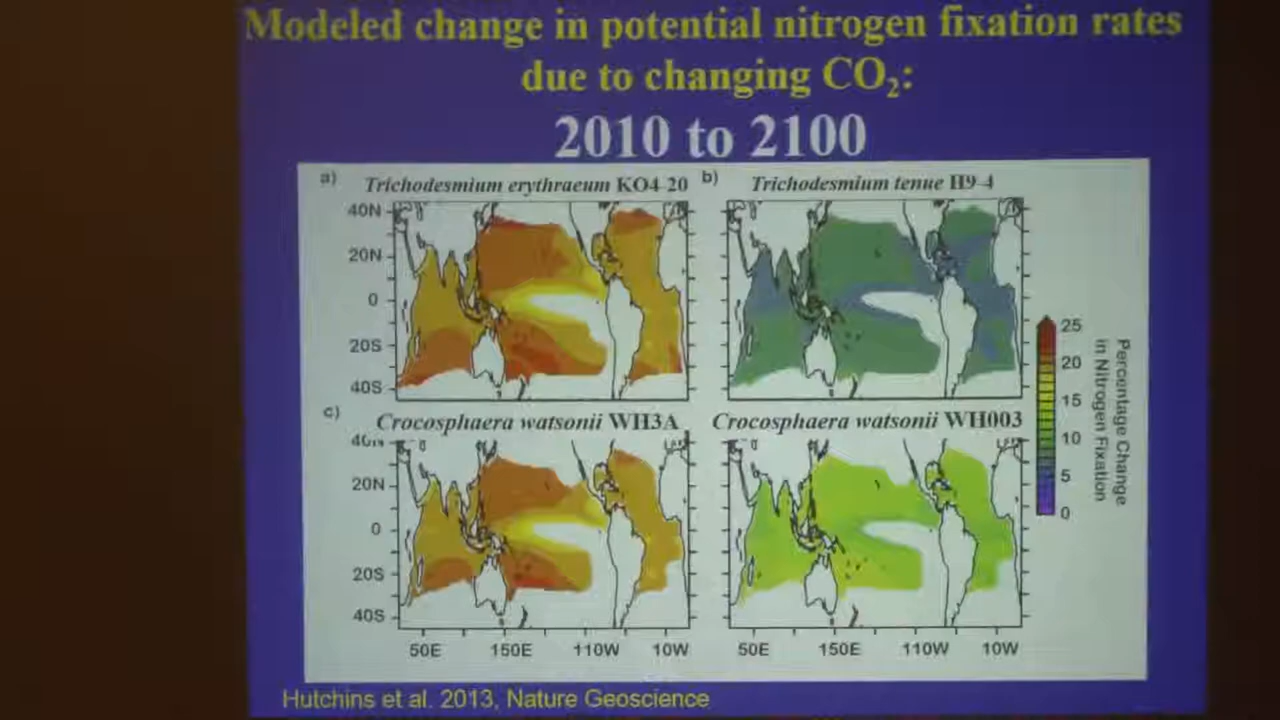 Modeled change in potential nitrogen fixation rates
due to changing CO₂:
2010 to 2100
a) Trichodesmium erythraeum KO4-20
b) Trichodesmium tenue H9-4
40N
20N
0
20S
40S
c) Crocosphaera watsonii WH3A
Crocosphaera watsonii WH003
40N
20N
0
20S
40S
50E 150E 110W 10W
50E 150E 110W 10W
25
20
15
10
5
0
Percentage Change
in Nitrogen Fixation
Hutchins et al. 2013, Nature Geoscience